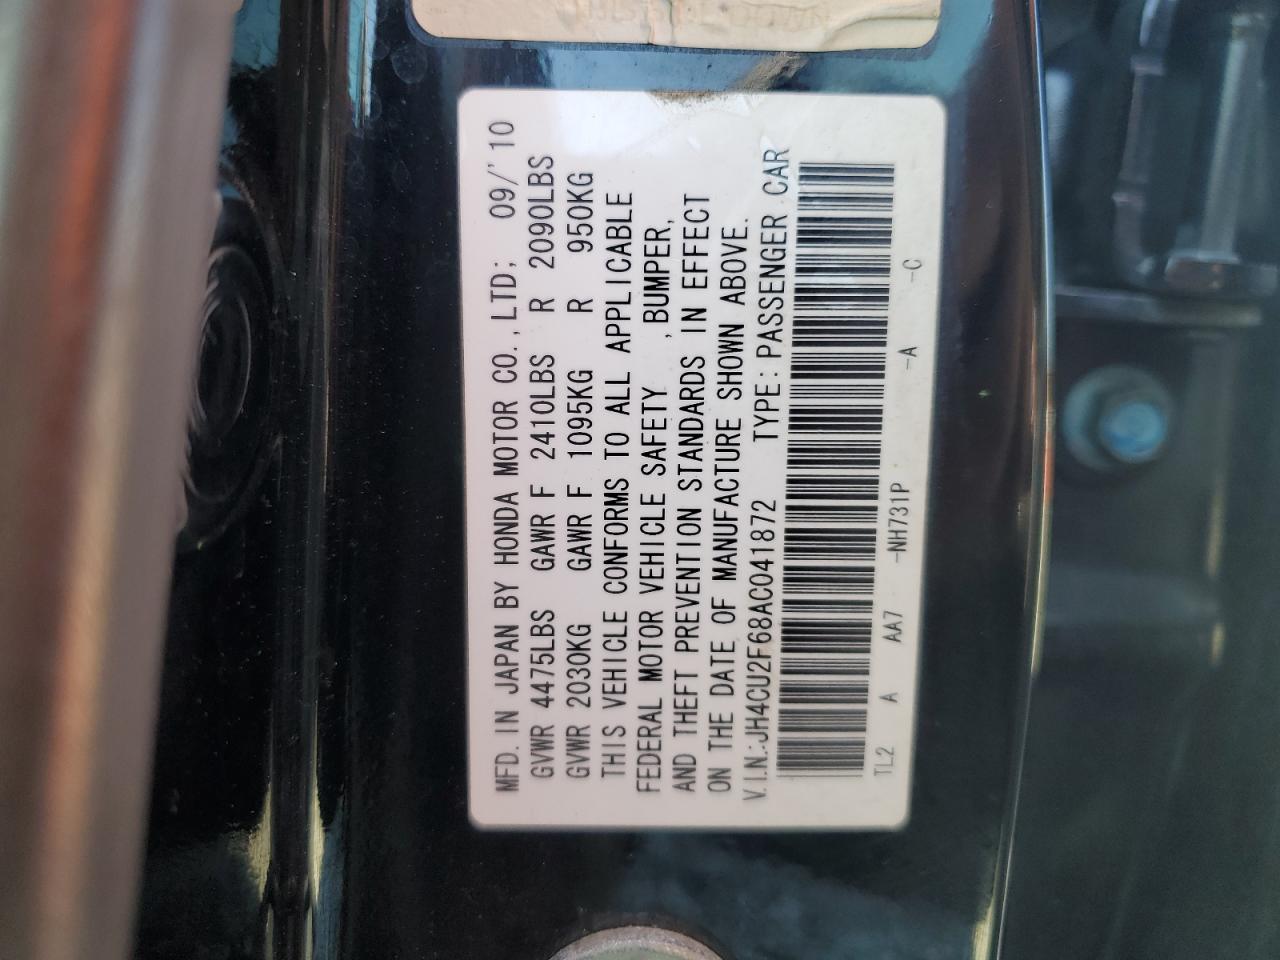 MFD. IN JAPAN BY HONDA MOTOR CO., LTD; 09/'10
GVWR 4475LBS GAWR F 2410LBS R 2090LBS
GVWR 2030KG GAWR F 1095KG R 950KG
THIS VEHICLE CONFORMS TO ALL APPLICABLE
FEDERAL MOTOR VEHICLE SAFETY ,BUMPER,
AND THEFT PREVENTION STANDARDS IN EFFECT
ON THE DATE OF MANUFACTURE SHOWN ABOVE.
V.I.N.:JH4CU2F68AC041872 TYPE:PASSENGER CAR
TL2 A AA7 -NH731P -A -C